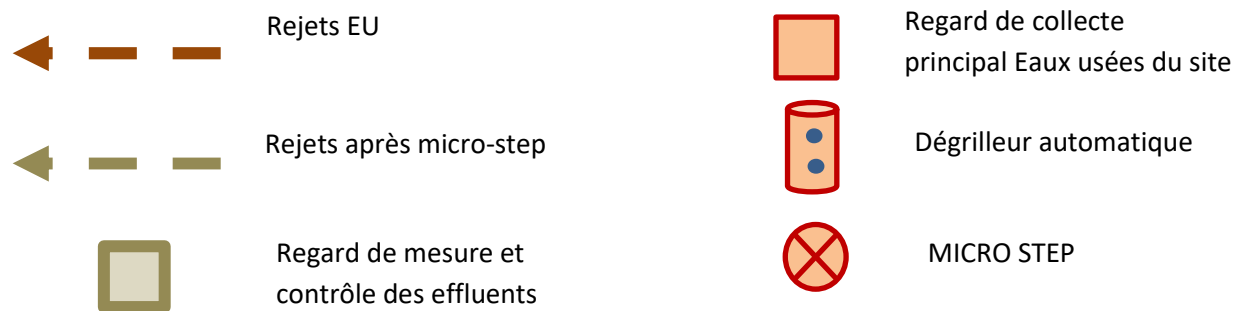 Rejets EU
Rejets après micro-step
Regard de mesure et
contrôle des effluents
Regard de collecte
principal Eaux usées du site
Dégrilleur automatique
MICRO STEP